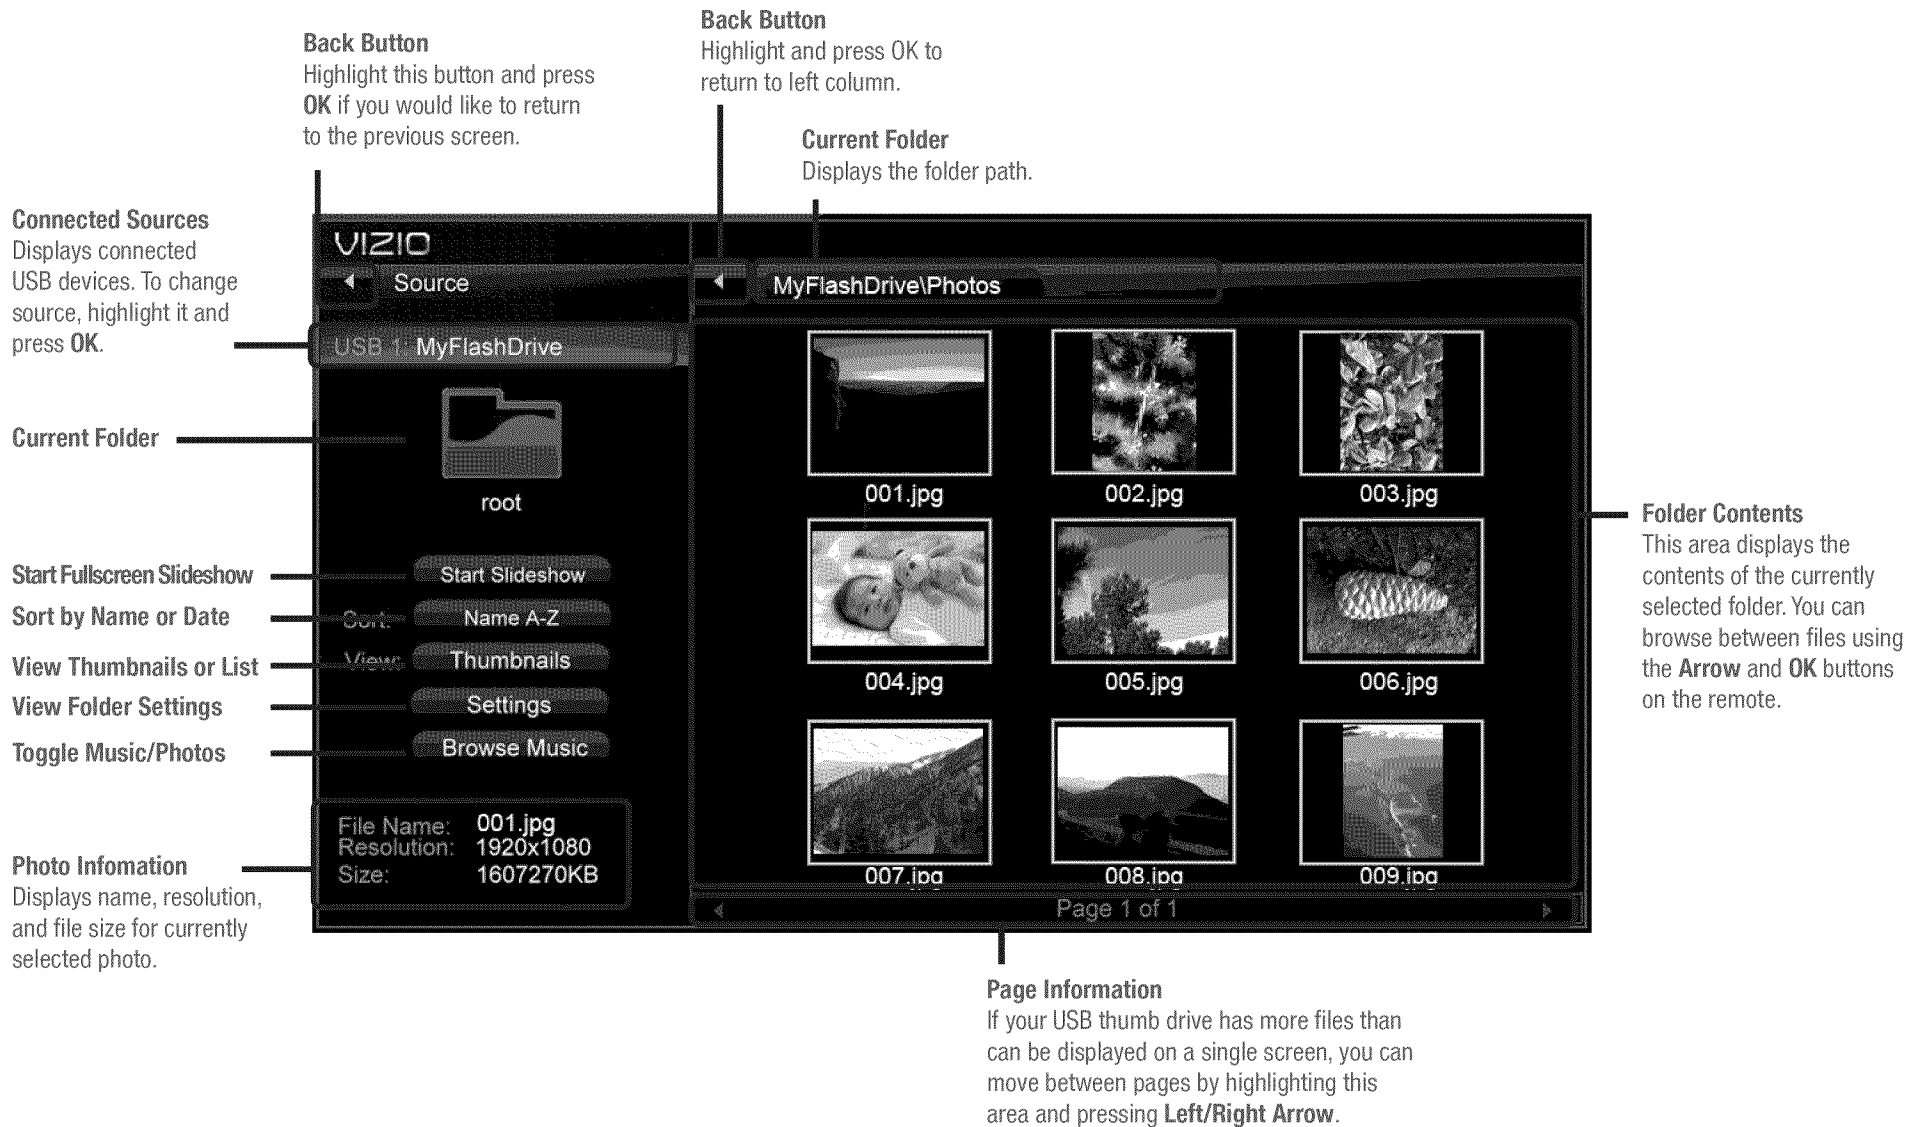 Back Button
Highlight this button and press
OK if you would like to return
to the previous screen.
Back Button
Highlight and press OK to
return to left column.
Current Folder
Displays the folder path.
Connected Sources
Displays connected
USB devices. To change
source, highlight it and
press OK.
Current Folder
Start Fullscreen Slideshow
Sort by Name or Date
View Thumbnails or List
View Folder Settings
Toggle Music/Photos
Photo Infomation
Displays name, resolution,
and file size for currently
selected photo.
VIZIO
Source
USB 1: MyFlashDrive
root
Start Slideshow
Sort: Name A-Z
View: Thumbnails
Settings
Browse Music
File Name: 001.jpg
Resolution: 1920x1080
Size: 1607270KB
MyFlashDrive\Photos
001.jpg 002.jpg 003.jpg
004.jpg 005.jpg 006.jpg
007.jpg 008.jpg 009.jpg
Page 1 of 1
Folder Contents
This area displays the
contents of the currently
selected folder. You can
browse between files using
the Arrow and OK buttons
on the remote.
Page Information
If your USB thumb drive has more files than
can be displayed on a single screen, you can
move between pages by highlighting this
area and pressing Left/Right Arrow.